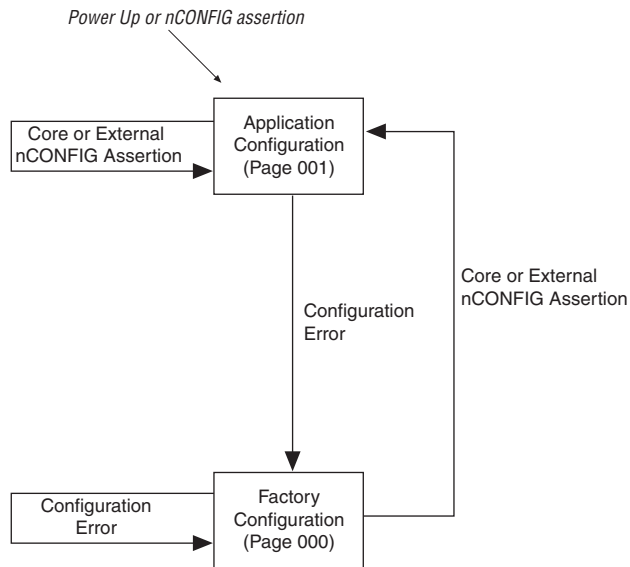 Power Up or nCONFIG assertion
Application
Configuration
(Page 001)
Core or External
nCONFIG Assertion
Core or External
nCONFIG Assertion
Configuration
Error
Factory
Configuration
(Page 000)
Configuration
Error